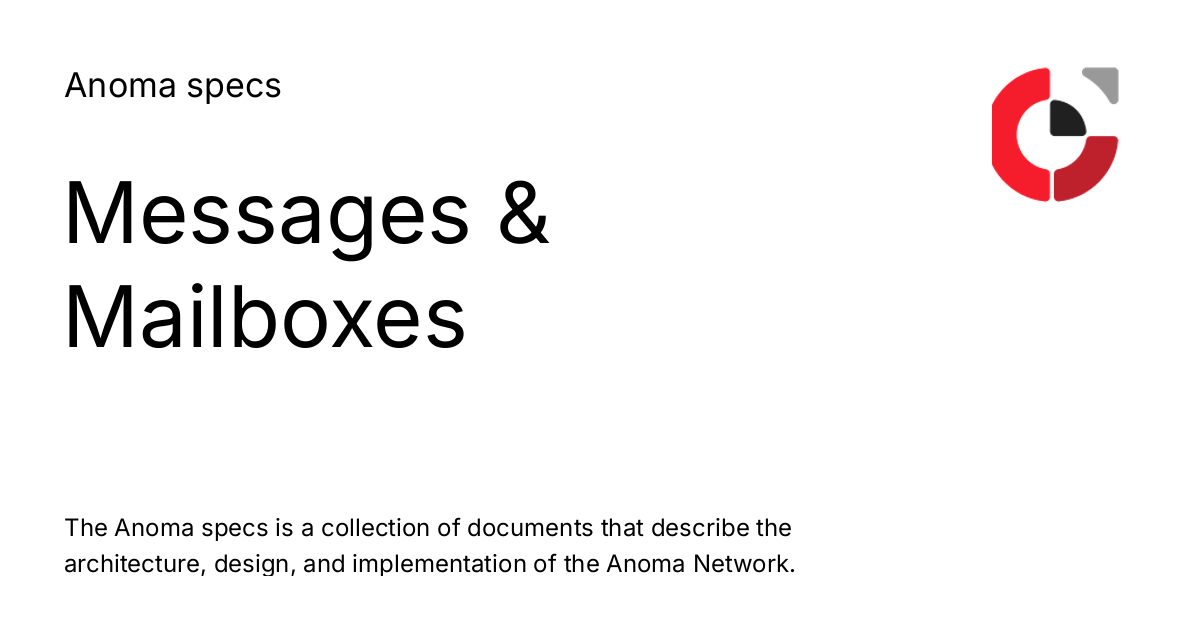 Anoma specs
Messages &
Mailboxes
The Anoma specs is a collection of documents that describe the
architecture, design, and implementation of the Anoma Network.